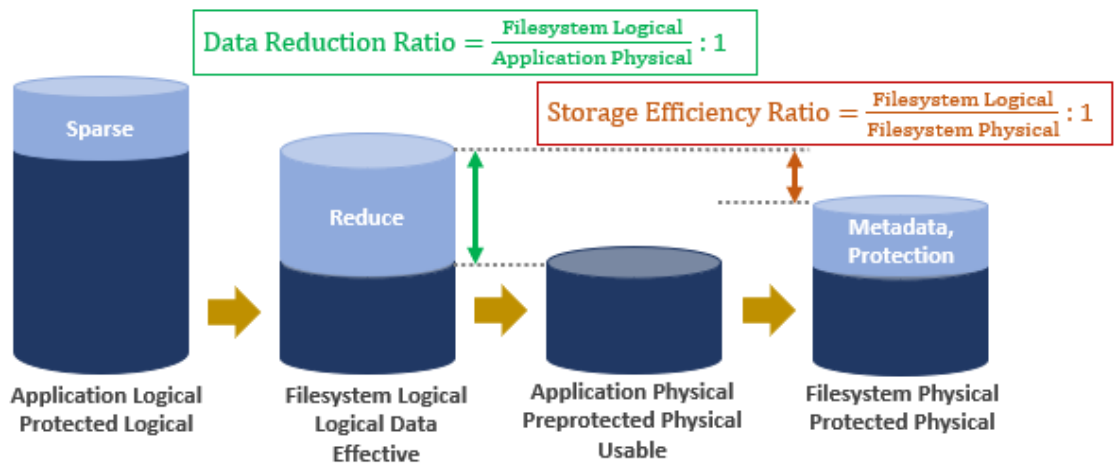 Data Reduction Ratio = Filesystem Logical / Application Physical : 1
Storage Efficiency Ratio = Filesystem Logical / Filesystem Physical : 1
Sparse
Reduce
Metadata,
Protection
Application Logical
Protected Logical
Filesystem Logical
Logical Data
Effective
Application Physical
Preprotected Physical
Usable
Filesystem Physical
Protected Physical